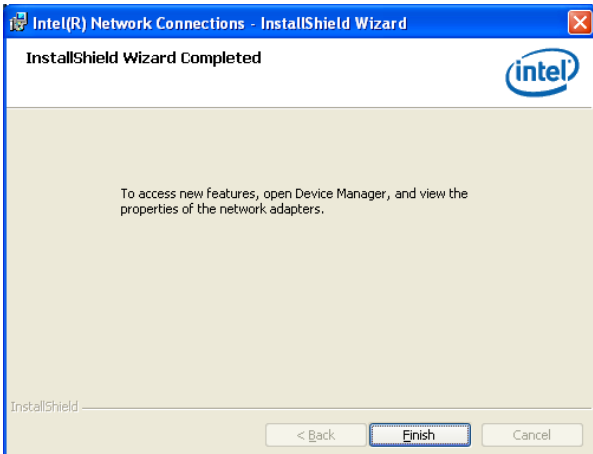 Intel(R) Network Connections - InstallShield Wizard
InstallShield Wizard Completed
intel
To access new features, open Device Manager, and view the
properties of the network adapters.
InstallShield
< Back
Finish
Cancel